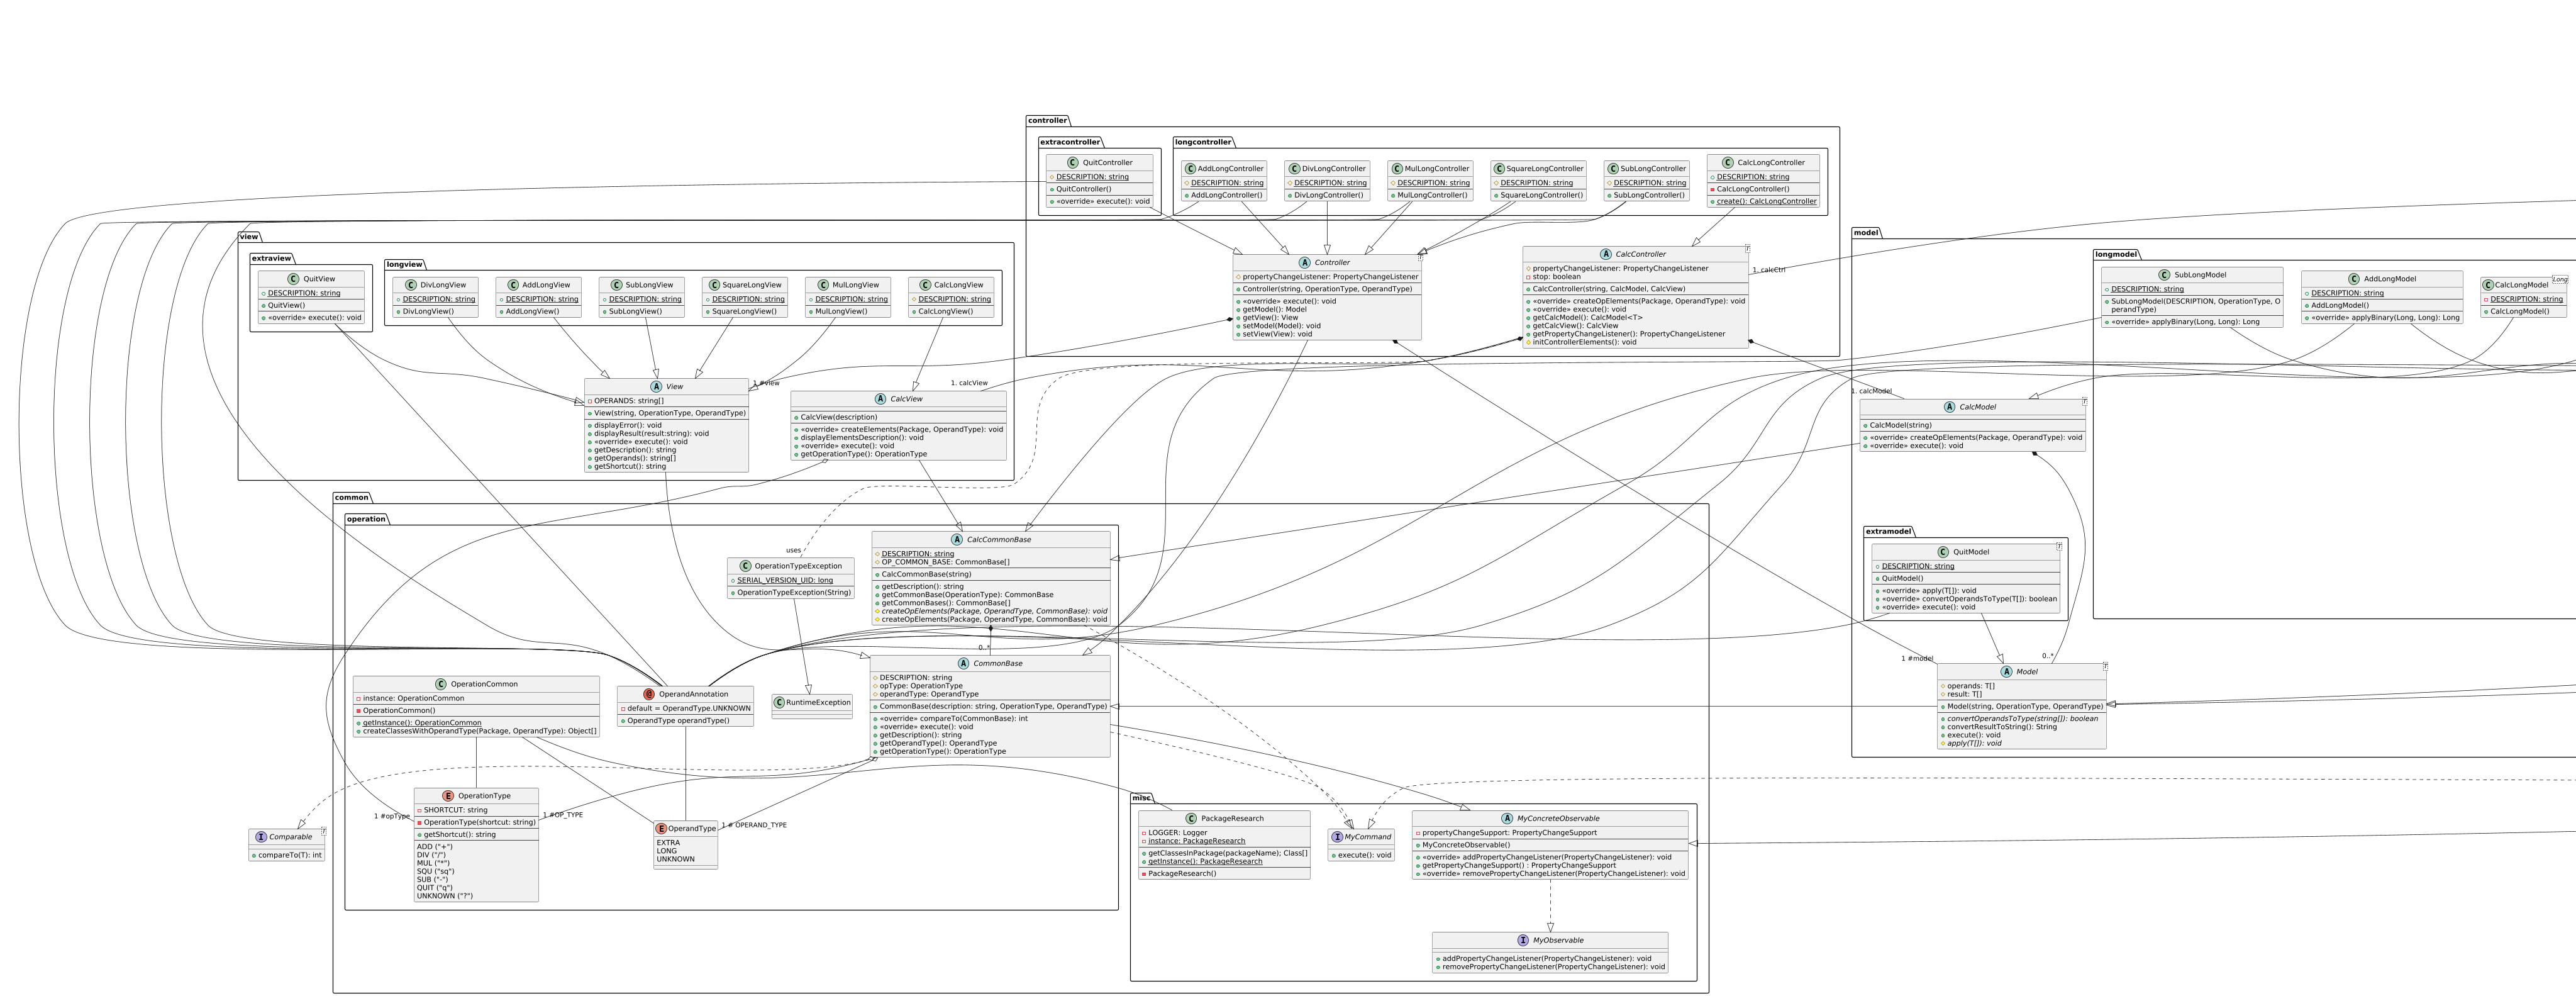 controller
extracontroller
QuitController
DESCRIPTION: string
QuitController()
«override» execute(): void
longcontroller
AddLongController
DESCRIPTION: string
AddLongController()
DivLongController
DESCRIPTION: string
DivLongController()
MulLongController
DESCRIPTION: string
MulLongController()
SquareLongController
DESCRIPTION: string
SquareLongController()
SubLongController
DESCRIPTION: string
SubLongController()
CalcLongController
DESCRIPTION: string
CalcLongController()
create(): CalcLongController
Controller
T
propertyChangeListener: PropertyChangeListener
Controller(string, OperationType, OperandType)
«override» execute(): void
getModel(): Model
getView(): View
setModel(Model): void
setView(View): void
CalcController
T
propertyChangeListener: PropertyChangeListener
stop: boolean
CalcController(string, CalcModel, CalcView)
«override» createOpElements(Package, OperandType): void
«override» execute(): void
getCalcModel(): CalcModel<T>
getCalcView(): CalcView
getPropertyChangeListener(): PropertyChangeListener
initControllerElements(): void
1. calcCtrl
view
extraview
QuitView
DESCRIPTION: string
QuitView()
«override» execute(): void
longview
DivLongView
DESCRIPTION: string
DivLongView()
AddLongView
DESCRIPTION: string
AddLongView()
SubLongView
DESCRIPTION: string
SubLongView()
SquareLongView
DESCRIPTION: string
SquareLongView()
MulLongView
DESCRIPTION: string
MulLongView()
CalcLongView
DESCRIPTION: string
CalcLongView()
View
OPERANDS: string[]
View(string, OperationType, OperandType)
displayError(): void
displayResult(result:string): void
«override» execute(): void
getDescription(): string
getOperands(): string[]
getShortcut(): string
1 #view
1. calcView
CalcView
CalcView(description)
«override» createElements(Package, OperandType): void
displayElementsDescription(): void
«override» execute(): void
getOperationType(): OperationType
model
longmodel
SubLongModel
DESCRIPTION: string
SubLongModel(DESCRIPTION, OperationType, O
perandType)
«override» applyBinary(Long, Long): Long
AddLongModel
DESCRIPTION: string
AddLongModel()
«override» applyBinary(Long, Long): Long
CalcLongModel
Long
DESCRIPTION: string
CalcLongModel()
1. calcModel
CalcModel
T
CalcModel(string)
«override» createOpElements(Package, OperandType): void
«override» execute(): void
extramodel
QuitModel
T
DESCRIPTION: string
QuitModel()
«override» apply(T[]): void
«override» convertOperandsToType(T[]): boolean
«override» execute(): void
1 #model
0..*
Model
T
operands: T[]
result: T[]
Model(string, OperationType, OperandType)
convertOperandsToType(string[]): boolean
convertResultToString(): String
execute(): void
apply(T[]): void
common
operation
uses
OperationTypeException
SERIAL_VERSION_UID: long
OperationTypeException(String)
CalcCommonBase
DESCRIPTION: string
OP_COMMON_BASE: CommonBase[]
CalcCommonBase(string)
getDescription(): string
getCommonBase(OperationType): CommonBase
getCommonBases(): CommonBase[]
createOpElements(Package, OperandType, CommonBase): void
createOpElements(Package, OperandType, CommonBase): void
0..*
CommonBase
DESCRIPTION: string
opType: OperationType
operandType: OperandType
CommonBase(description: string, OperationType, OperandType)
«override» compareTo(CommonBase): int
«override» execute(): void
getDescription(): string
getOperandType(): OperandType
getOperationType(): OperationType
OperationCommon
instance: OperationCommon
OperationCommon()
getInstance(): OperationCommon
createClassesWithOperandType(Package, OperandType): Object[]
OperandAnnotation
default = OperandType.UNKNOWN
OperandType operandType()
RuntimeException
1 #opType
OperationType
SHORTCUT: string
OperationType(shortcut: string)
getShortcut(): string
ADD ("+")
DIV ("/")
MUL ("*")
SQU ("sq")
SUB ("-")
QUIT ("q")
UNKNOWN ("?")
1 #OP_TYPE
OperandType
EXTRA
LONG
UNKNOWN
1 # OPERAND_TYPE
Comparable
T
compareTo(T): int
misc
PackageResearch
LOGGER: Logger
instance: PackageResearch
getClassesInPackage(packageName); Class[]
getInstance(): PackageResearch
PackageResearch()
MyCommand
execute(): void
MyConcreteObservable
propertyChangeSupport: PropertyChangeSupport
MyConcreteObservable()
«override» addPropertyChangeListener(PropertyChangeListener): void
getPropertyChangeSupport() : PropertyChangeSupport
«override» removePropertyChangeListener(PropertyChangeListener): void
MyObservable
addPropertyChangeListener(PropertyChangeListener): void
removePropertyChangeListener(PropertyChangeListener): void